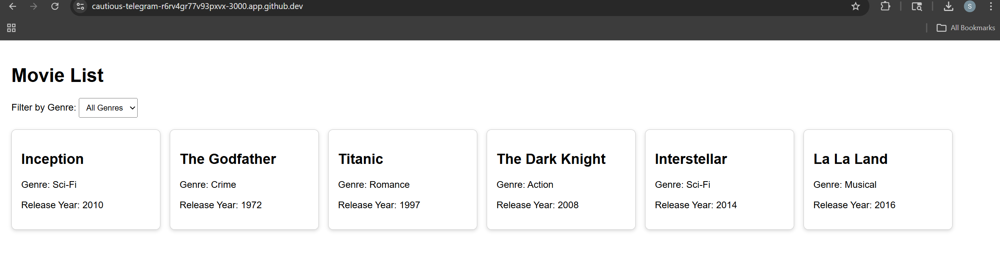 cautious-telegram-r6rv4gr77v93pxvx-3000.app.github.dev
S
All Bookmarks
Movie List
Filter by Genre: All Genres
Inception
Genre: Sci-Fi
Release Year: 2010
The Godfather
Genre: Crime
Release Year: 1972
Titanic
Genre: Romance
Release Year: 1997
The Dark Knight
Genre: Action
Release Year: 2008
Interstellar
Genre: Sci-Fi
Release Year: 2014
La La Land
Genre: Musical
Release Year: 2016